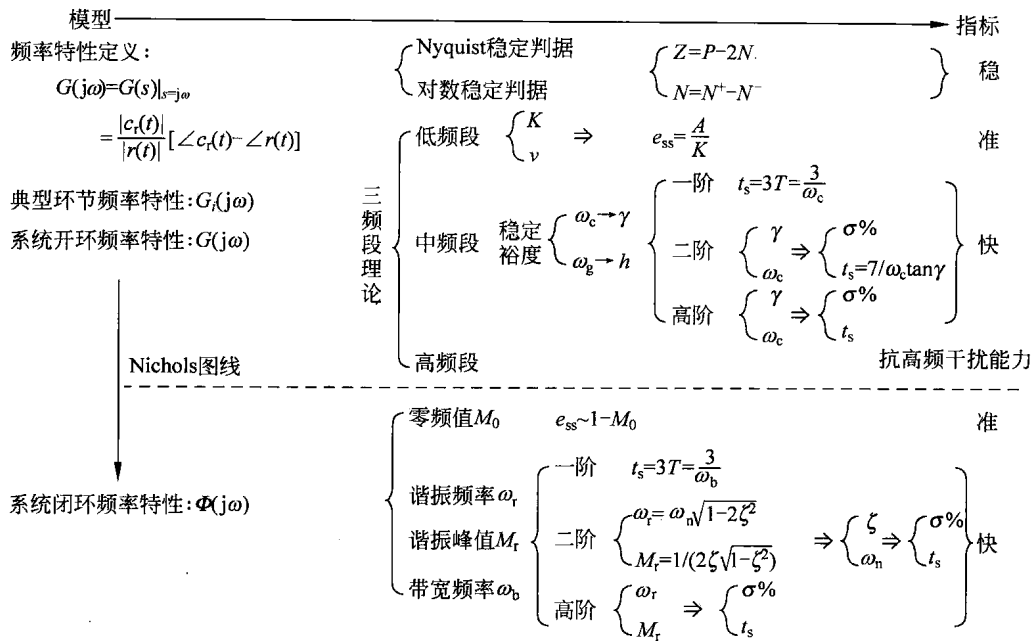 模型 指标
频率特性定义：
G(jω)=G(s)|s=jω
=|cr(t)|/|r(t)|[∠cr(t)-∠r(t)]
典型环节频率特性:Gi(jω)
系统开环频率特性:G(jω)
Nichols图线
系统闭环频率特性:Φ(jω)
Nyquist稳定判据 Z=P-2N 稳
对数稳定判据 N=N⁺-N⁻
三频段理论
低频段 K ⇒ ess=A/K 准
v
中频段 稳定裕度 ωc→γ
ωg→h
一阶 ts=3T=3/ωc
二阶 γ ⇒ σ% 快
ωc ts=7/ωctanγ
高阶 γ ⇒ σ%
ωc ts
高频段 抗高频干扰能力
零频值M0 ess~1-M0 准
谐振频率ωr
谐振峰值Mr
带宽频率ωb
一阶 ts=3T=3/ωb
二阶 ωr=ωn√1-2ζ² ⇒ ζ ⇒ σ% 快
Mr=1/(2ζ√1-ζ²) ωn ts
高阶 ωr ⇒ σ%
Mr ts